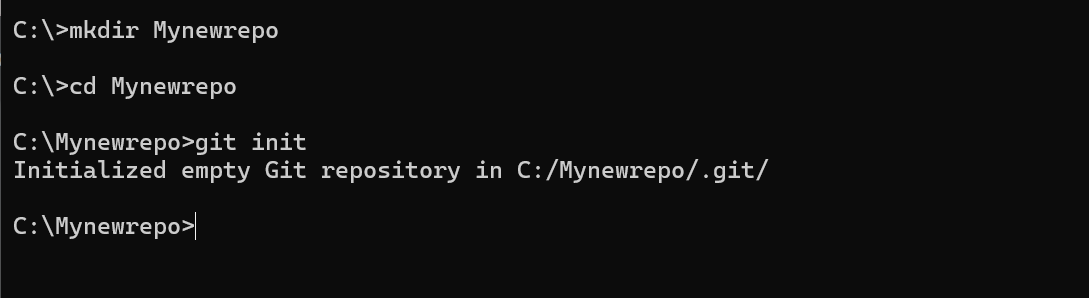 C:\>mkdir Mynewrepo
C:\>cd Mynewrepo
C:\Mynewrepo>git init
Initialized empty Git repository in C:/Mynewrepo/.git/
C:\Mynewrepo>